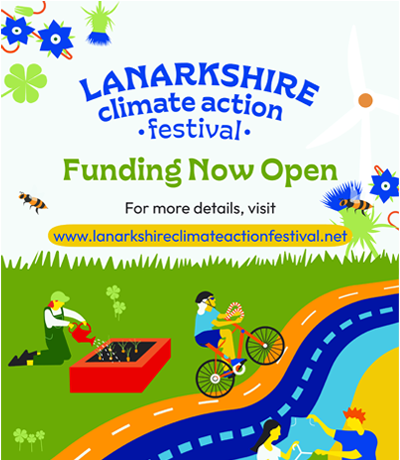 LANARKSHIRE
climate action
•festival•
Funding Now Open
For more details, visit
www.lanarkshireclimateactionfestival.net